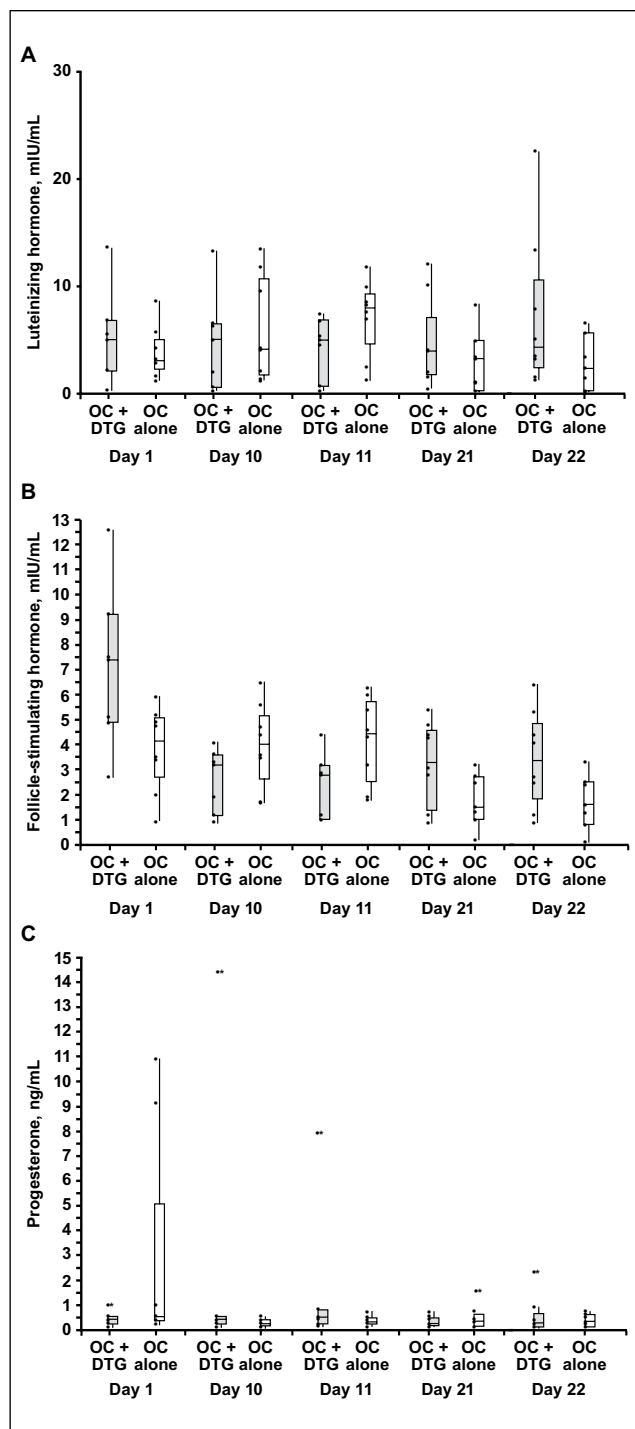 A
Luteinizing hormone, mIU/mL
30
20
10
0
OC + OC OC + OC OC + OC OC + OC OC + OC
DTG alone DTG alone DTG alone DTG alone DTG alone
Day 1 Day 10 Day 11 Day 21 Day 22
B
Follicle-stimulating hormone, mIU/mL
13
12
11
10
9
8
7
6
5
4
3
2
1
0
OC + OC OC + OC OC + OC OC + OC OC + OC
DTG alone DTG alone DTG alone DTG alone DTG alone
Day 1 Day 10 Day 11 Day 21 Day 22
C
Progesterone, ng/mL
15
14
13
12
11
10
9
8
7
6
5
4
3
2
1
0
OC + OC OC + OC OC + OC OC + OC OC + OC
DTG alone DTG alone DTG alone DTG alone DTG alone
Day 1 Day 10 Day 11 Day 21 Day 22